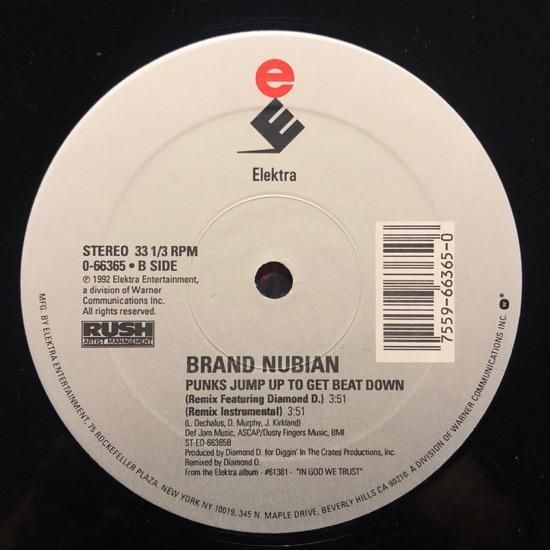 e
E
Elektra
STEREO 33 1/3 RPM
0-66365 • B SIDE
℗ 1992 Elektra Entertainment,
a division of Warner
Communications Inc.
All rights reserved.
RUSH
ARTIST MANAGEMENT
7559-66365-0
BRAND NUBIAN
PUNKS JUMP UP TO GET BEAT DOWN
(Remix Featuring Diamond D.) 3:51
(Remix Instrumental) 3:51
(L. Dechalus, D. Murphy, J. Kirkland)
Def Jam Music, ASCAP/Dusty Fingers Music, BMI
ST-ED-66365B
Produced by Diamond D. for Diggin' In The Crates Productions, Inc.
Remixed by Diamond D.
From the Elektra album - #61381 - "IN GOD WE TRUST"
MFG. BY ELEKTRA ENTERTAINMENT, 75 ROCKEFELLER PLAZA, NEW YORK NY 10019, 345 N. MAPLE DRIVE, BEVERLY HILLS CA 90210. A DIVISION OF WARNER COMMUNICATIONS INC.